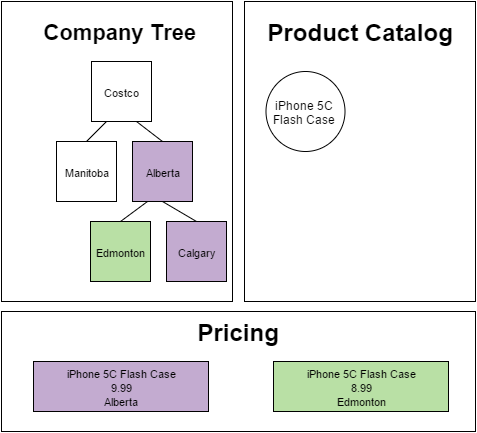 Company Tree
Costco
Manitoba
Alberta
Edmonton
Calgary
Product Catalog
iPhone 5C
Flash Case
Pricing
iPhone 5C Flash Case
9.99
Alberta
iPhone 5C Flash Case
8.99
Edmonton